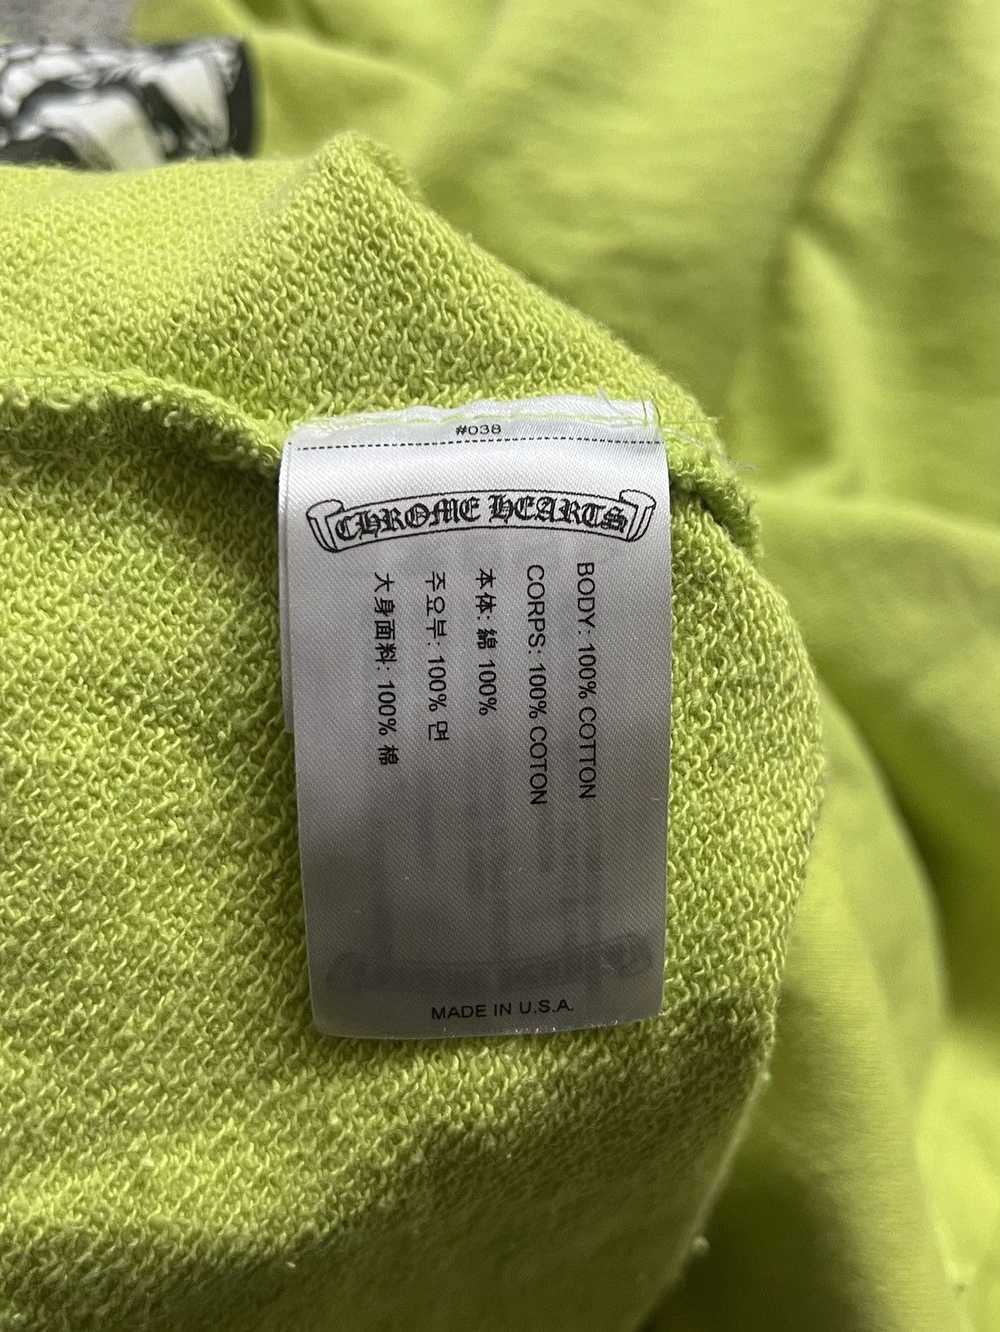 #038
CHROME HEARTS
BODY: 100% COTTON
CORPS: 100% COTON
本体: 綿 100%
주요부: 100% 면
大身面料: 100% 棉
MADE IN U.S.A.